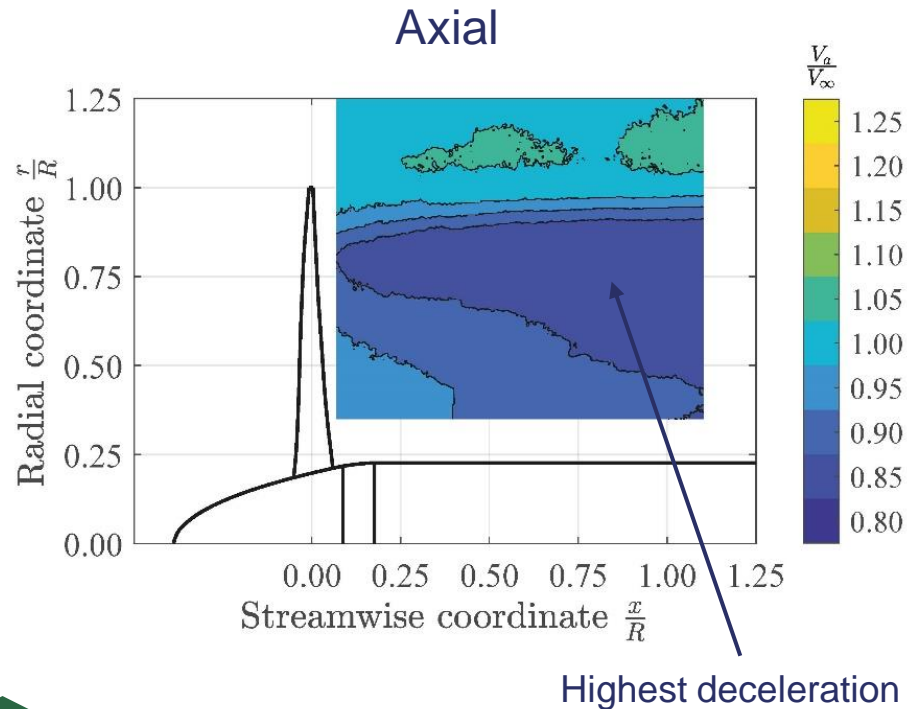 Axial
V_a/V_∞
1.25
1.00
0.75
0.50
0.25
0.00
Radial coordinate r/R
1.25
1.20
1.15
1.10
1.05
1.00
0.95
0.90
0.85
0.80
0.00 0.25 0.50 0.75 1.00 1.25
Streamwise coordinate x/R
Highest deceleration